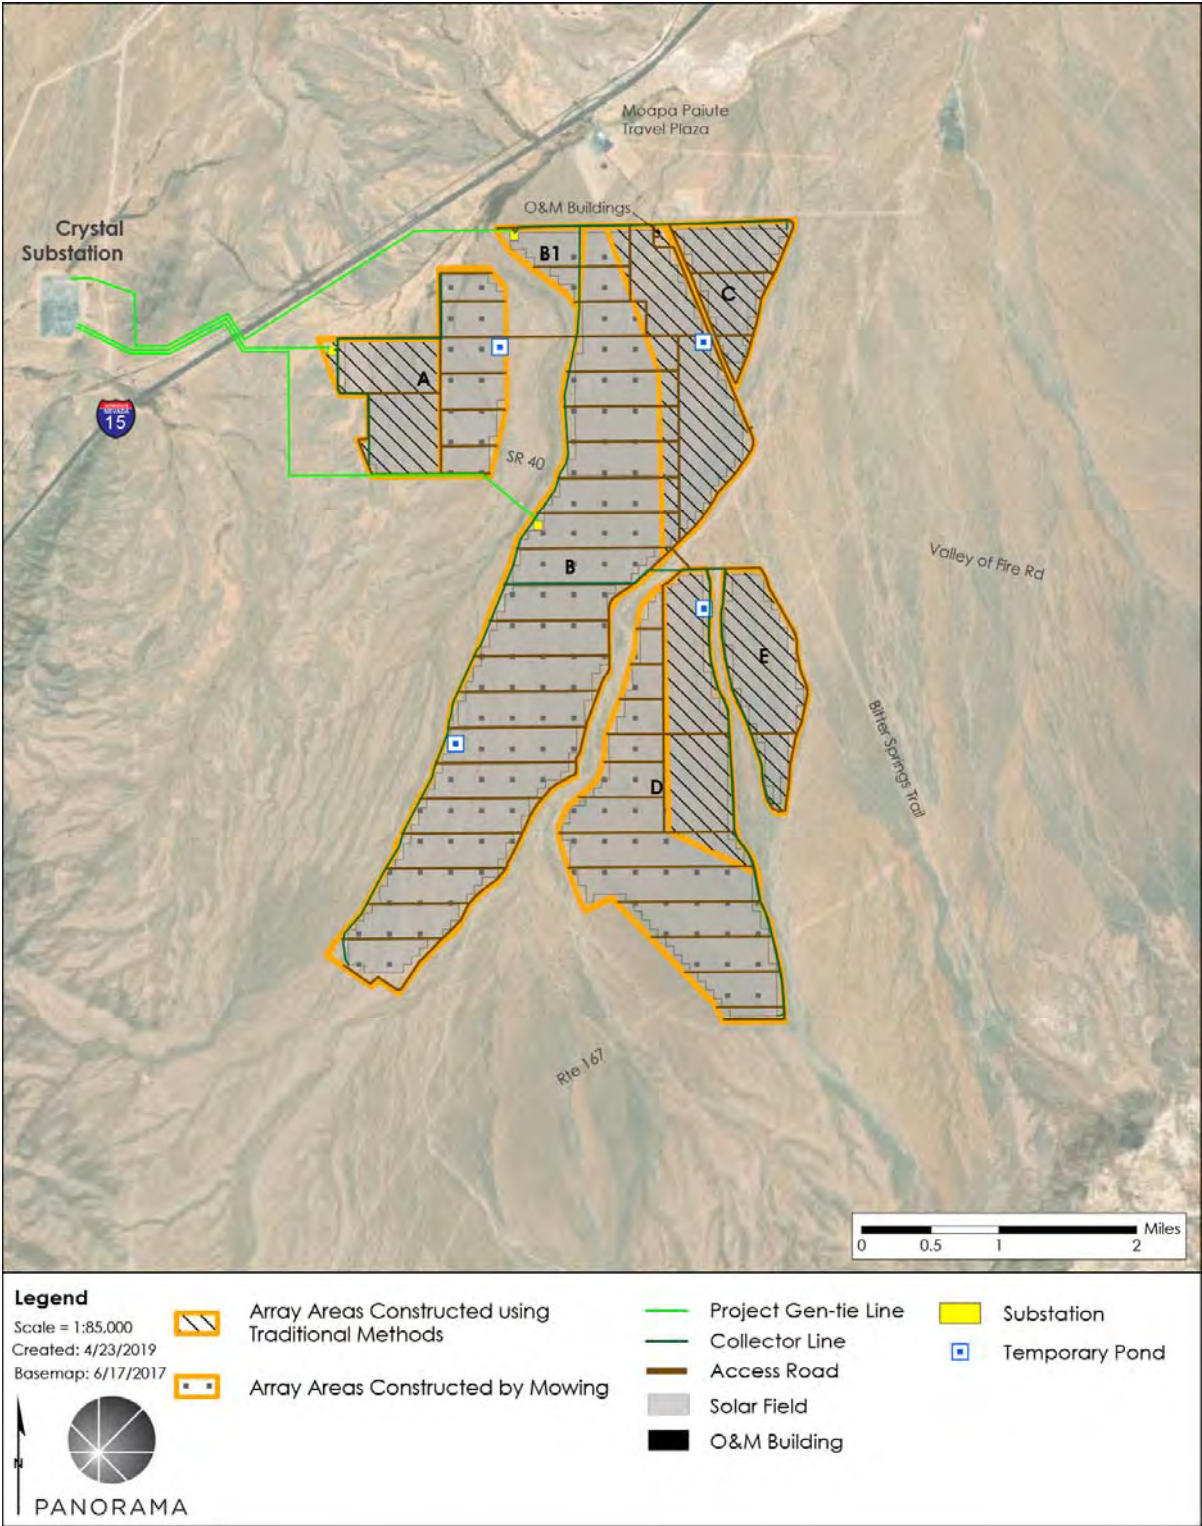 Moapa Paiute
Travel Plaza
O&M Buildings
Crystal
Substation
B1
C
A
INTERSTATE
NEVADA
15
SR 40
B
Valley of Fire Rd
E
Bitter Springs Trail
D
Rte 167
Miles
0 0.5 1 2
Legend
Scale = 1:85,000
Created: 4/23/2019
Basemap: 6/17/2017
Array Areas Constructed using
Traditional Methods
Array Areas Constructed by Mowing
Project Gen-tie Line
Collector Line
Access Road
Solar Field
O&M Building
Substation
Temporary Pond
N
PANORAMA